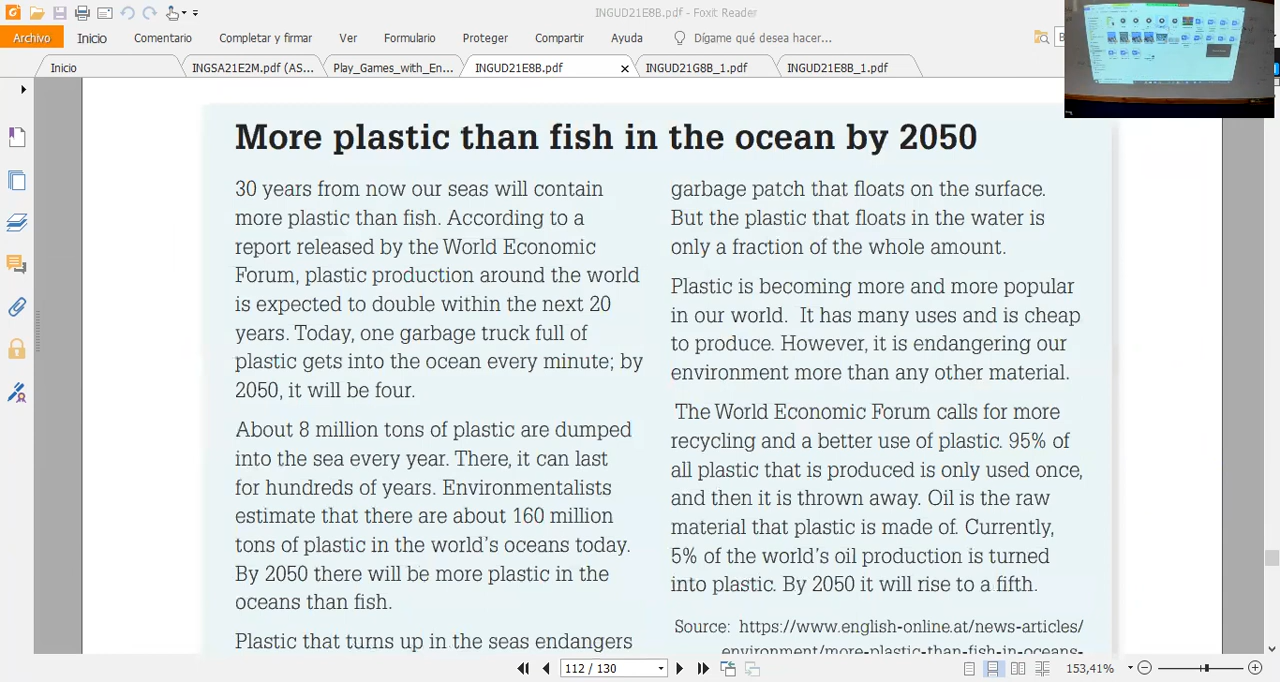 INGUD21E8B.pdf - Foxit Reader
Archivo
Inicio
Comentario
Completar y firmar
Ver
Formulario
Proteger
Compartir
Ayuda
Dígame qué desea hacer...
Inicio
INGSA21E2M.pdf (AS...
Play_Games_with_En...
INGUD21E8B.pdf
INGUD21G8B_1.pdf
INGUD21E8B_1.pdf
More plastic than fish in the ocean by 2050
30 years from now our seas will contain
more plastic than fish. According to a
report released by the World Economic
Forum, plastic production around the world
is expected to double within the next 20
years. Today, one garbage truck full of
plastic gets into the ocean every minute; by
2050, it will be four.
About 8 million tons of plastic are dumped
into the sea every year. There, it can last
for hundreds of years. Environmentalists
estimate that there are about 160 million
tons of plastic in the world's oceans today.
By 2050 there will be more plastic in the
oceans than fish.
Plastic that turns up in the seas endangers
garbage patch that floats on the surface.
But the plastic that floats in the water is
only a fraction of the whole amount.
Plastic is becoming more and more popular
in our world. It has many uses and is cheap
to produce. However, it is endangering our
environment more than any other material.
The World Economic Forum calls for more
recycling and a better use of plastic. 95% of
all plastic that is produced is only used once,
and then it is thrown away. Oil is the raw
material that plastic is made of. Currently,
5% of the world's oil production is turned
into plastic. By 2050 it will rise to a fifth.
Source: https://www.english-online.at/news-articles/
environment/more-plastic-than-fish-in-oceans-
112 / 130
153,41%